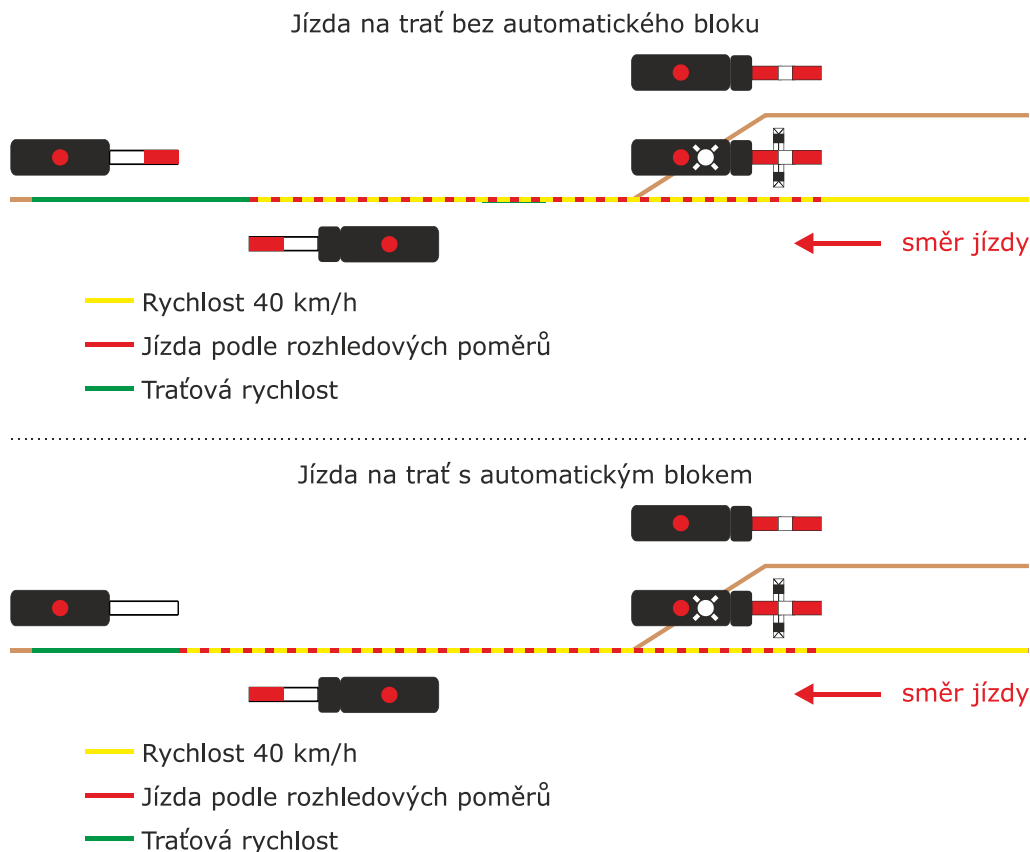 Jízda na trať bez automatického bloku
směr jízdy
Rychlost 40 km/h
Jízda podle rozhledových poměrů
Traťová rychlost
Jízda na trať s automatickým blokem
směr jízdy
Rychlost 40 km/h
Jízda podle rozhledových poměrů
Traťová rychlost